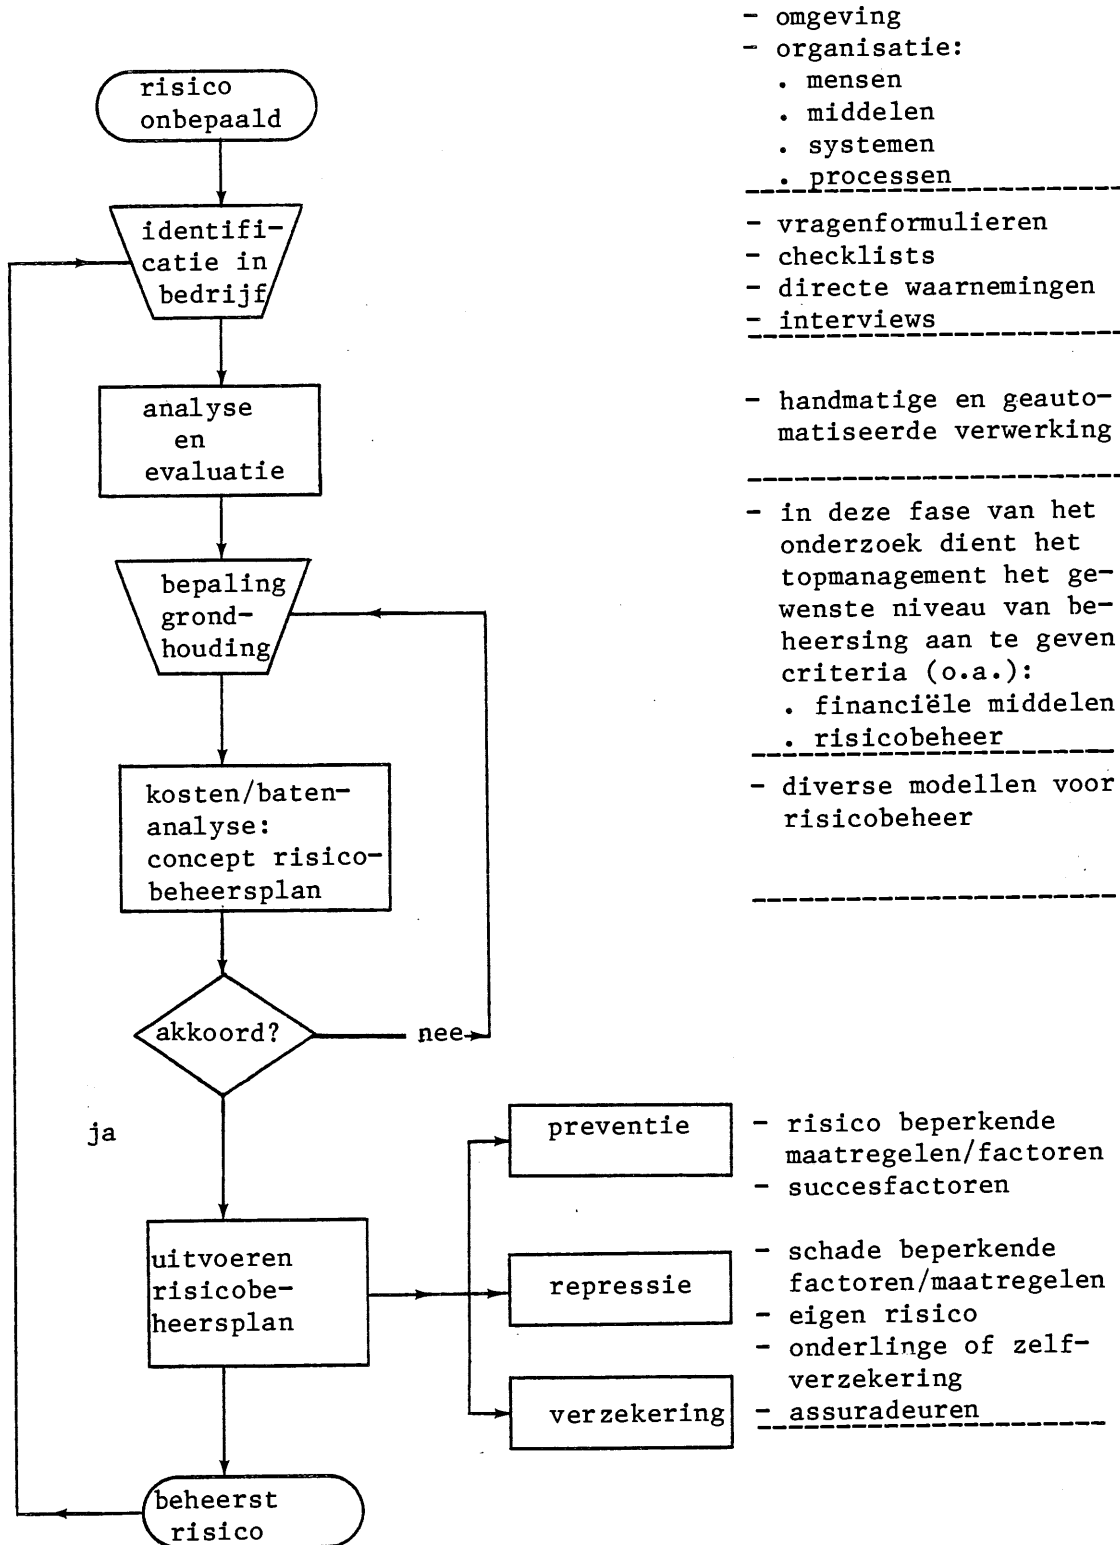 - omgeving
- organisatie:
. mensen
. middelen
. systemen
. processen
risico
onbepaald
identifi-
catie in
bedrijf
- vragenformulieren
- checklists
- directe waarnemingen
- interviews
analyse
en
evaluatie
- handmatige en geauto-
matiseerde verwerking
bepaling
grond-
houding
- in deze fase van het
onderzoek dient het
topmanagement het ge-
wenste niveau van be-
heersing aan te geven
criteria (o.a.):
. financiële middelen
. risicobeheer
kosten/baten-
analyse:
concept risico-
beheersplan
- diverse modellen voor
risicobeheer
akkoord?
nee
ja
preventie
- risico beperkende
maatregelen/factoren
- succesfactoren
uitvoeren
risicobe-
heersplan
repressie
- schade beperkende
factoren/maatregelen
- eigen risico
- onderlinge of zelf-
verzekering
verzekering
- assuradeuren
beheerst
risico